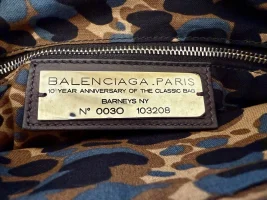 BALENCIAGA.PARIS
10 YEAR ANNIVERSARY OF THE CLASSIC BAG
BARNEYS NY
N° 0030 103208